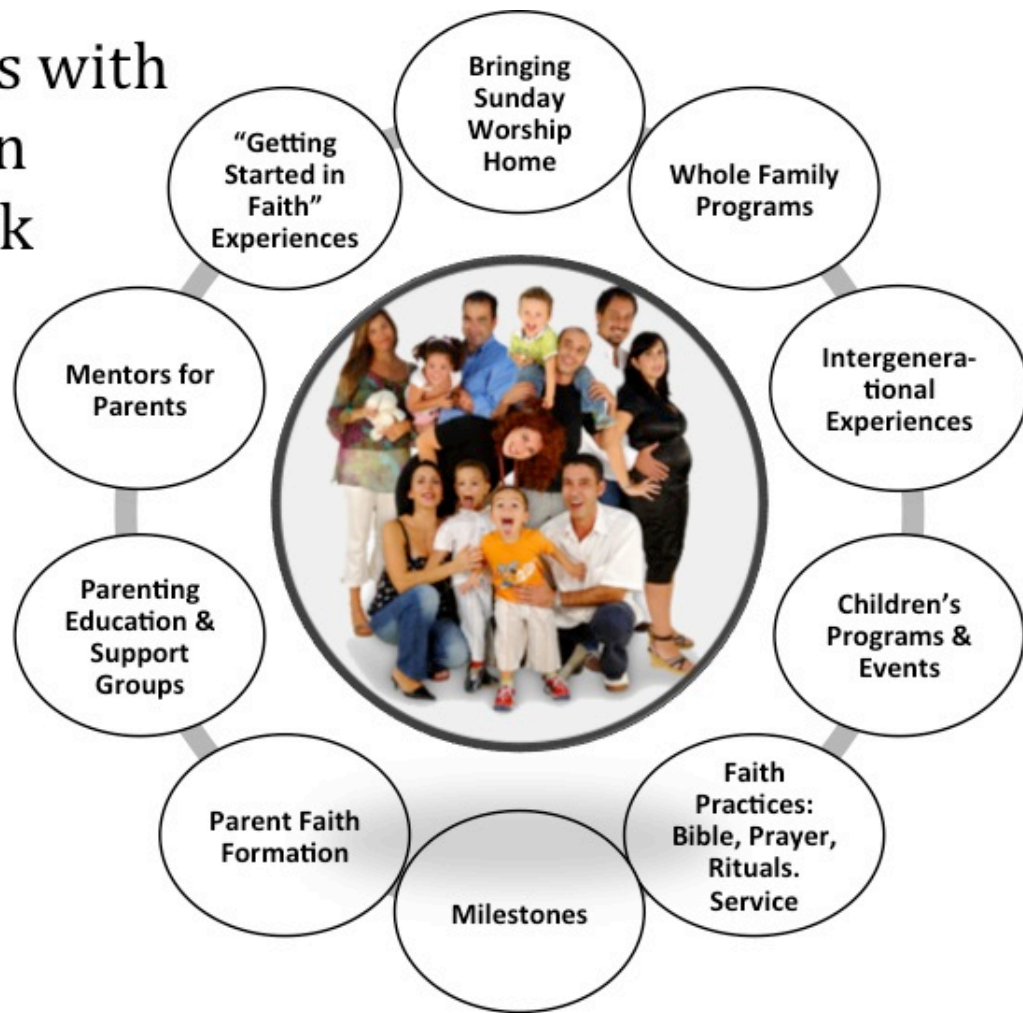 s with
n
k
Bringing
Sunday
Worship
Home
Whole Family
Programs
Intergenera-
tional
Experiences
Children’s
Programs &
Events
Faith
Practices:
Bible, Prayer,
Rituals.
Service
Milestones
Parent Faith
Formation
Parenting
Education &
Support
Groups
Mentors for
Parents
“Getting
Started in
Faith”
Experiences